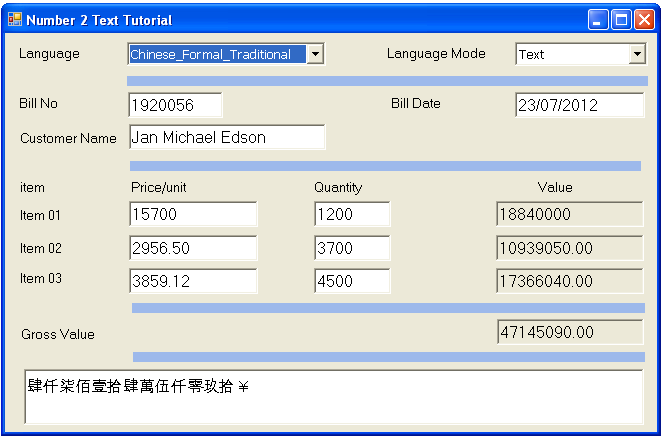 Number 2 Text Tutorial
Language Chinese_Formal_Traditional Language Mode Text
Bill No 1920056 Bill Date 23/07/2012
Customer Name Jan Michael Edson
item Price/unit Quantity Value
Item 01 15700 1200 18840000
Item 02 2956.50 3700 10939050.00
Item 03 3859.12 4500 17366040.00
Gross Value 47145090.00
肆仟柒佰壹拾肆萬伍仟零玖拾￥